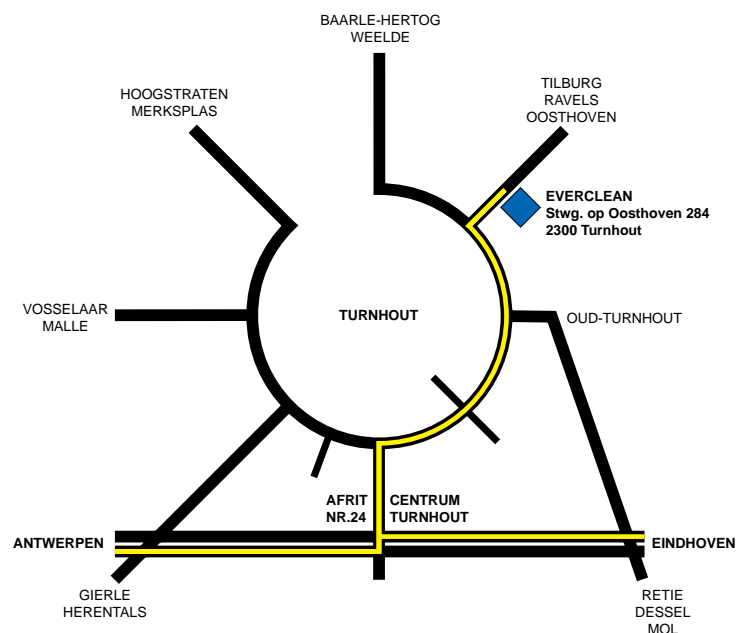 BAARLE-HERTOG
WEELDE
TILBURG
RAVELS
OOSTHOVEN
HOOGSTRATEN
MERKSPLAS
EVERCLEAN
Stwg. op Oosthoven 284
2300 Turnhout
VOSSELAAR
MALLE
TURNHOUT
OUD-TURNHOUT
AFRIT
NR.24
CENTRUM
TURNHOUT
ANTWERPEN
EINDHOVEN
GIERLE
HERENTALS
RETIE
DESSEL
MOL